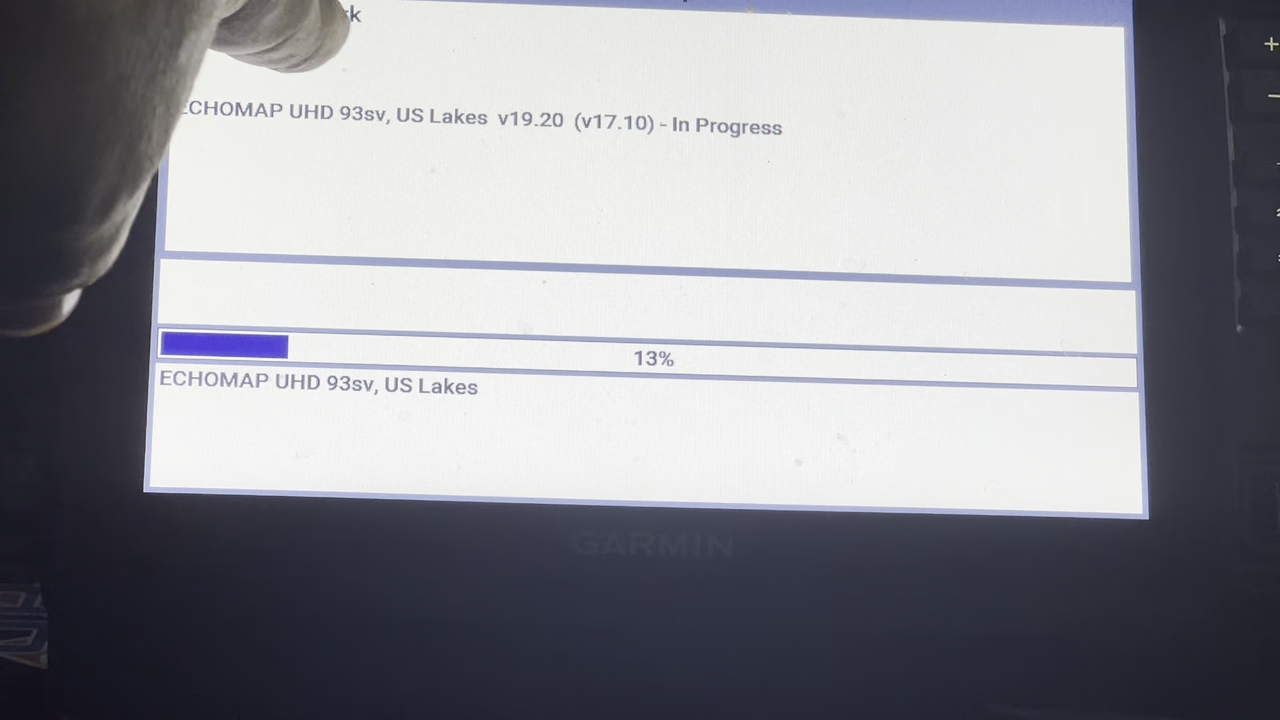 ECHOMAP UHD 93sv, US Lakes v19.20 (v17.10) - In Progress
13%
ECHOMAP UHD 93sv, US Lakes
GARMIN
+
-